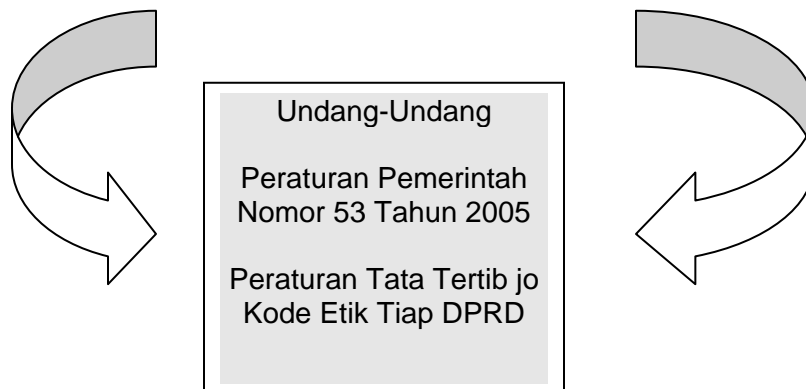 Undang-Undang
Peraturan Pemerintah
Nomor 53 Tahun 2005
Peraturan Tata Tertib jo
Kode Etik Tiap DPRD